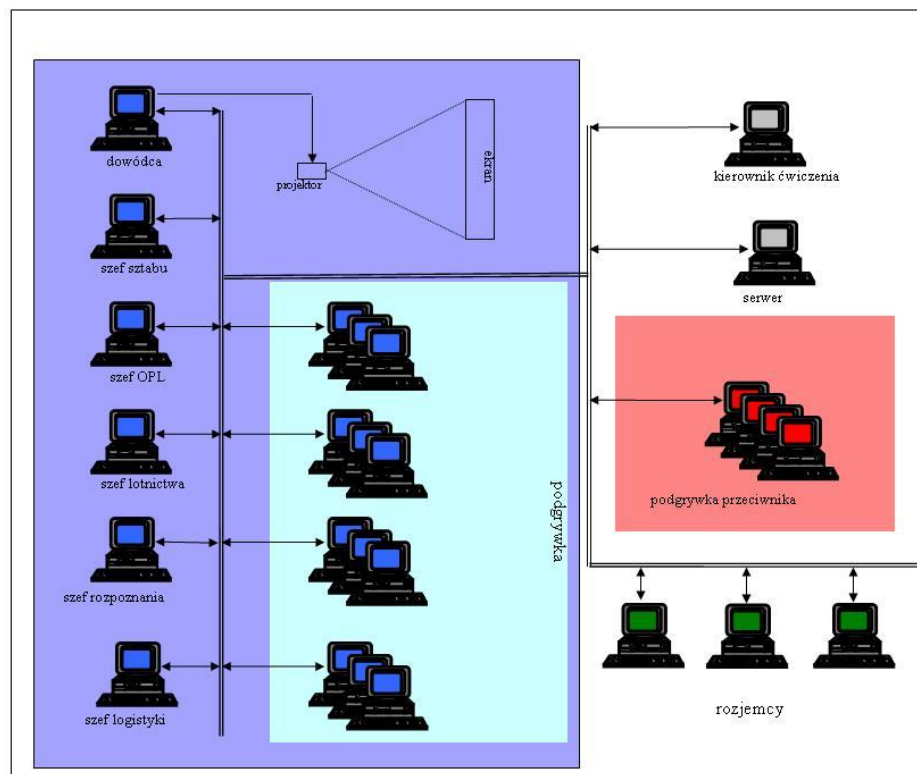 dowódca
projektor
ekran
kierownik ćwiczenia
szef sztabu
serwer
szef OPL
szef lotnictwa
podgrywka
podgrywka przeciwnika
szef rozpoznania
szef logistyki
rozjemcy